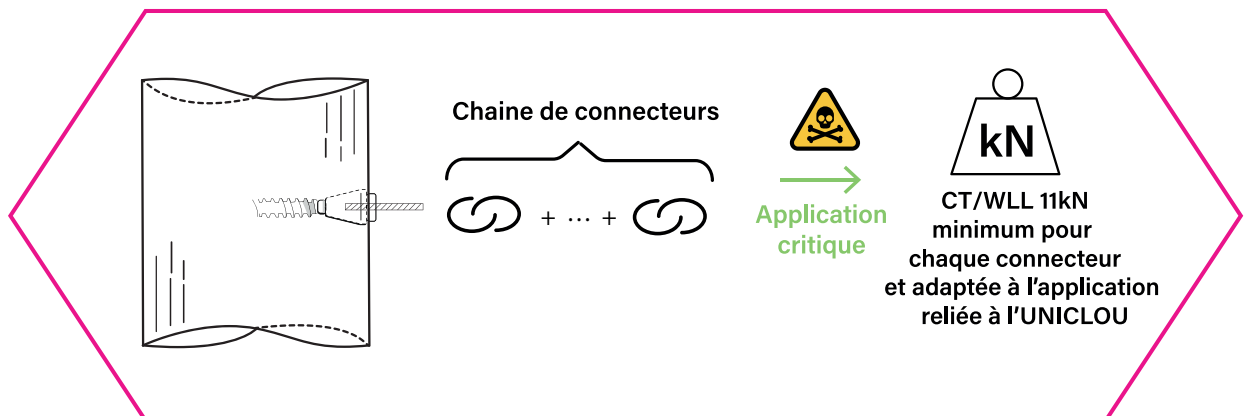 Chaine de connecteurs
+ ... +
Application
critique
kN
CT/WLL 11kN
minimum pour
chaque connecteur
et adaptée à l'application
reliée à l'UNICLOU